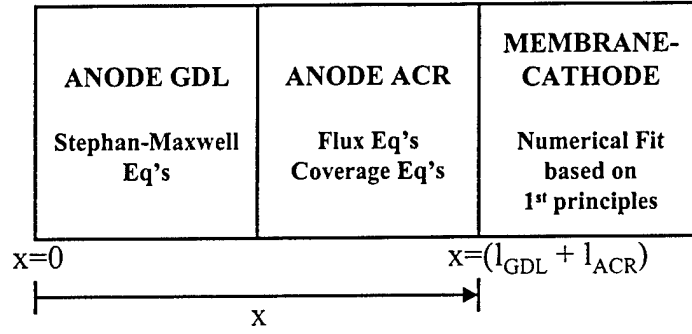 ANODE GDL
Stephan-Maxwell
Eq's
ANODE ACR
Flux Eq's
Coverage Eq's
MEMBRANE-
CATHODE
Numerical Fit
based on
1st principles
x=0
x=(lGDL + lACR)
x